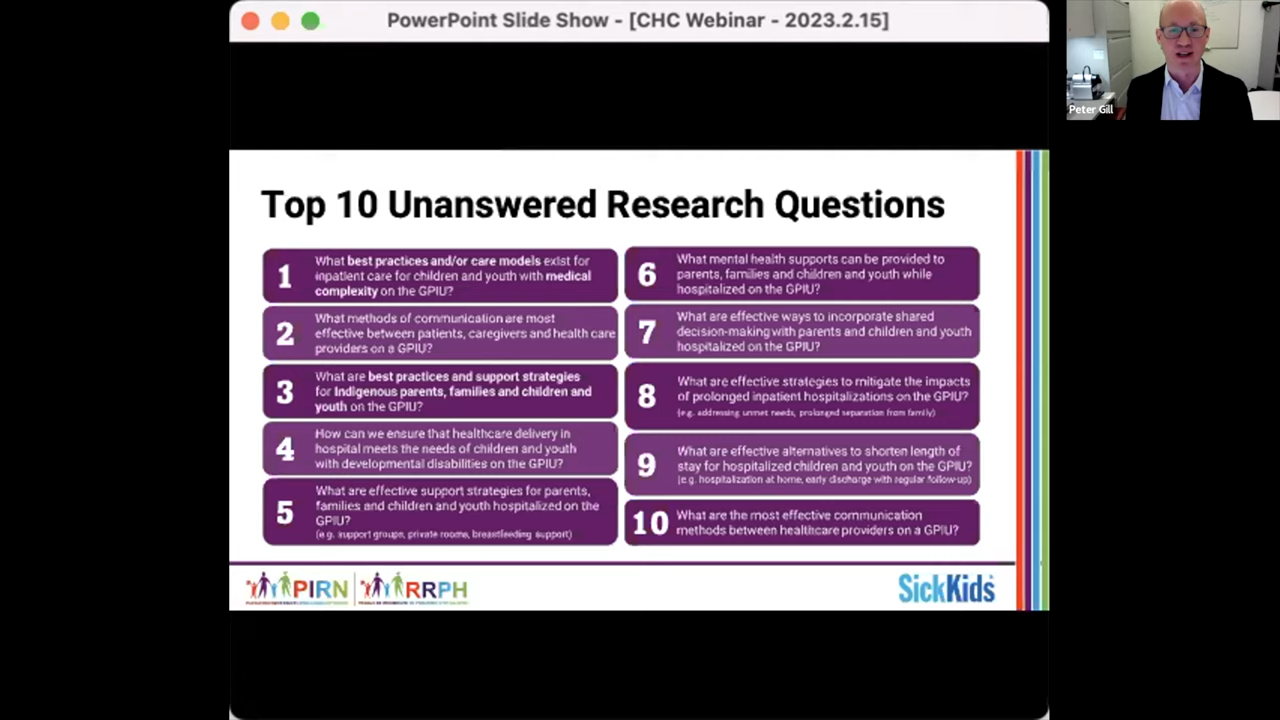 PowerPoint Slide Show - [CHC Webinar - 2023.2.15]
Peter Gill
Top 10 Unanswered Research Questions
1
What best practices and/or care models exist for
inpatient care for children and youth with medical
complexity on the GPIU?
2
What methods of communication are most
effective between patients, caregivers and health care
providers on a GPIU?
3
What are best practices and support strategies
for Indigenous parents, families and children and
youth on the GPIU?
4
How can we ensure that healthcare delivery in
hospital meets the needs of children and youth
with developmental disabilities on the GPIU?
5
What are effective support strategies for parents,
families and children and youth hospitalized on the
GPIU?
(e.g. support groups, private rooms, breastfeeding support)
6
What mental health supports can be provided to
parents, families and children and youth while
hospitalized on the GPIU?
7
What are effective ways to incorporate shared
decision-making with parents and children and youth
hospitalized on the GPIU?
8
What are effective strategies to mitigate the impacts
of prolonged inpatient hospitalizations on the GPIU?
(e.g. addressing unmet needs, prolonged separation from family)
9
What are effective alternatives to shorten length of
stay for hospitalized children and youth on the GPIU?
(e.g. hospitalization at home, early discharge with regular follow-up)
10
What are the most effective communication
methods between healthcare providers on a GPIU?
PIRN
RRPH
SickKids